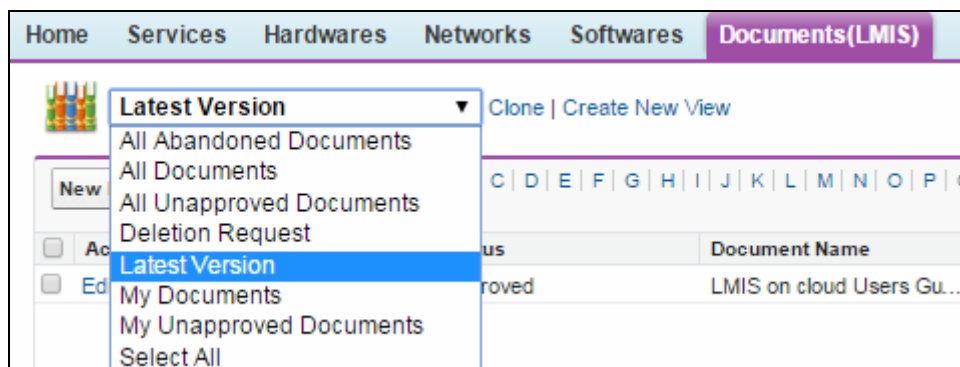 Home Services Hardwares Networks Softwares Documents(LMIS)
Latest Version ▼ Clone | Create New View
All Abandoned Documents
All Documents
New C | D | E | F | G | H | I | J | K | L | M | N | O | P |
All Unapproved Documents
Deletion Request
Document Name
Latest Version
LMIS on cloud Users Gu...
My Documents
My Unapproved Documents
Select All